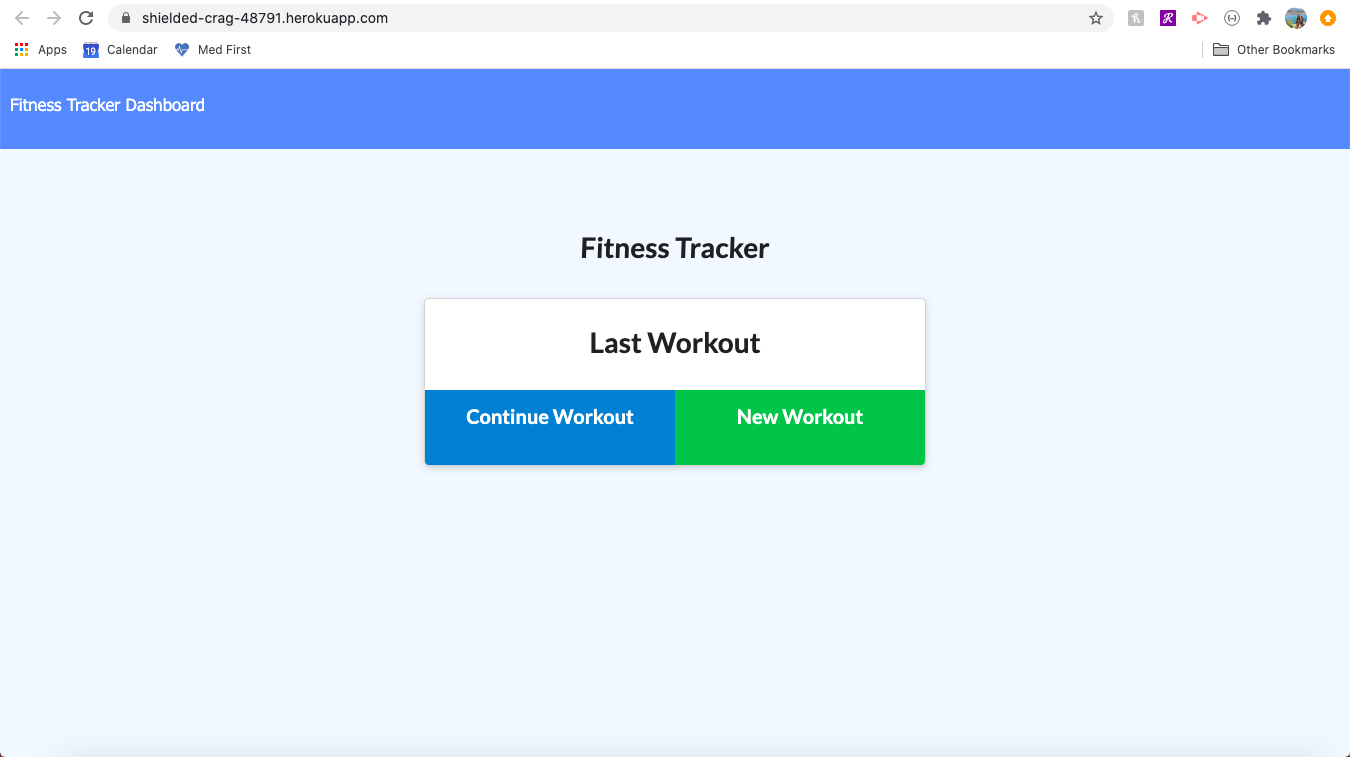 shielded-crag-48791.herokuapp.com
Apps
19 Calendar
Med First
Other Bookmarks
Fitness Tracker Dashboard
Fitness Tracker
Last Workout
Continue Workout
New Workout